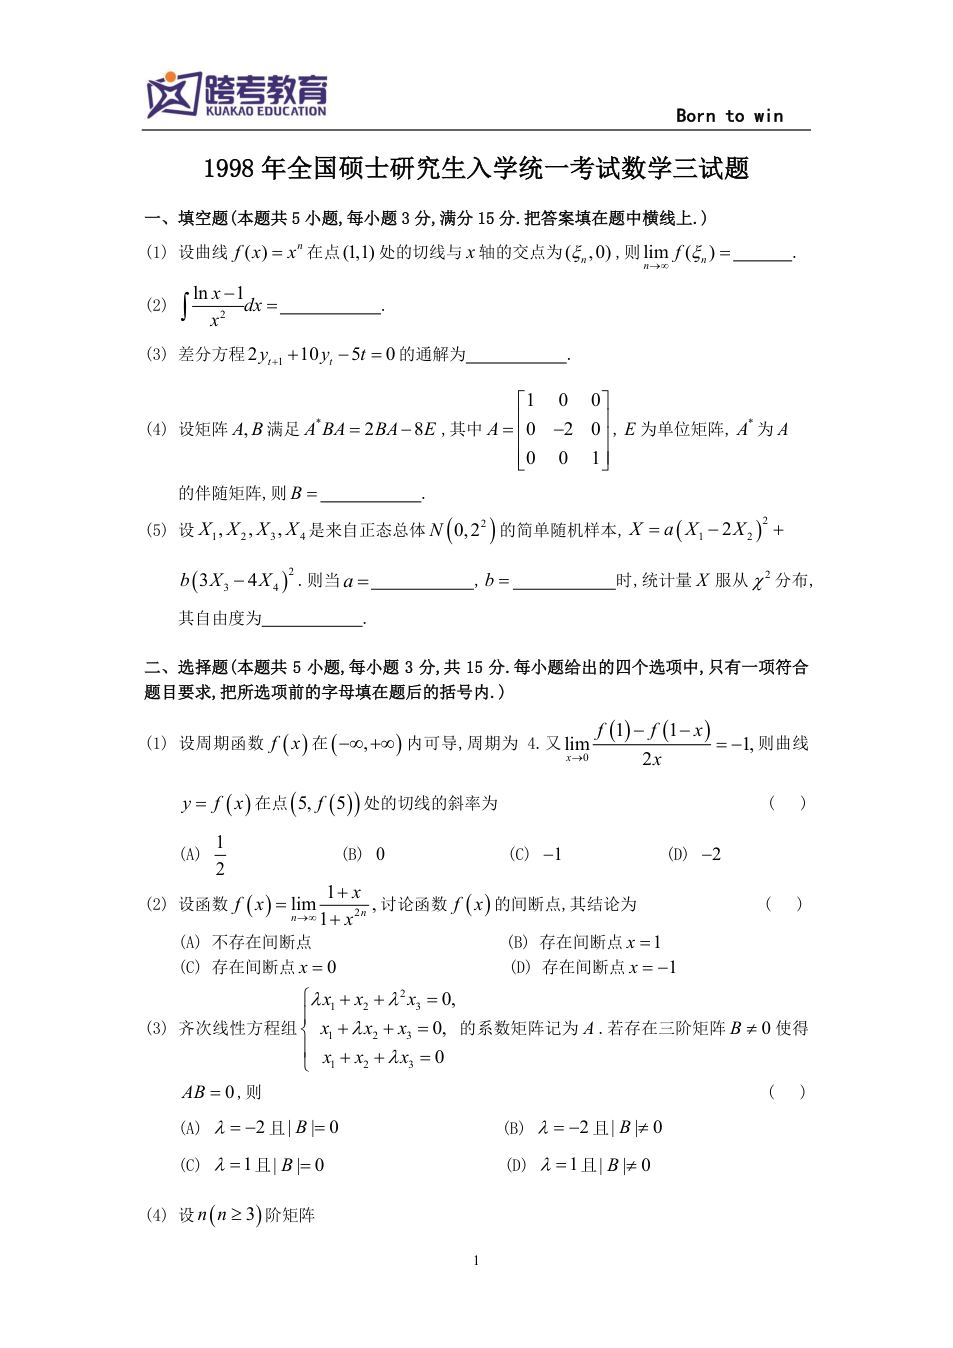 跨考教育
KUAKAO EDUCATION
Born to win
1998 年全国硕士研究生入学统一考试数学三试题
一、填空题(本题共 5 小题,每小题 3 分,满分 15 分.把答案填在题中横线上.)
(1) 设曲线 f(x) = xⁿ 在点 (1,1) 处的切线与 x 轴的交点为 (ξₙ,0) ,则 lim_{n→∞} f(ξₙ) = ______ .
(2) ∫ (ln x − 1)/x² dx = ______ .
(3) 差分方程 2y_{t+1} + 10y_t − 5t = 0 的通解为______ .
(4) 设矩阵 A, B 满足 A*BA = 2BA − 8E ,其中 A = [1 0 0; 0 −2 0; 0 0 1], E 为单位矩阵, A* 为 A
的伴随矩阵,则 B = ______ .
(5) 设 X₁, X₂, X₃, X₄ 是来自正态总体 N(0, 2²) 的简单随机样本, X = a(X₁ − 2X₂)² +
b(3X₃ − 4X₄)² .则当 a = ______ , b = ______ 时,统计量 X 服从 χ² 分布,
其自由度为______ .
二、选择题(本题共 5 小题,每小题 3 分,共 15 分.每小题给出的四个选项中,只有一项符合
题目要求,把所选项前的字母填在题后的括号内.)
(1) 设周期函数 f(x) 在 (−∞,+∞) 内可导,周期为 4.又 lim_{x→0} (f(1) − f(1−x))/(2x) = −1, 则曲线
y = f(x) 在点 (5, f(5)) 处的切线的斜率为 ( )
(A) 1/2 (B) 0 (C) −1 (D) −2
(2) 设函数 f(x) = lim_{n→∞} (1+x)/(1+x²ⁿ) , 讨论函数 f(x) 的间断点,其结论为 ( )
(A) 不存在间断点 (B) 存在间断点 x = 1
(C) 存在间断点 x = 0 (D) 存在间断点 x = −1
(3) 齐次线性方程组 { λx₁ + x₂ + λ²x₃ = 0, x₁ + λx₂ + x₃ = 0, x₁ + x₂ + λx₃ = 0 的系数矩阵记为 A .若存在三阶矩阵 B ≠ 0 使得
AB = 0 ,则 ( )
(A) λ = −2 且 | B |= 0 (B) λ = −2 且 | B |≠ 0
(C) λ = 1 且 | B |= 0 (D) λ = 1 且 | B |≠ 0
(4) 设 n(n ≥ 3) 阶矩阵
1